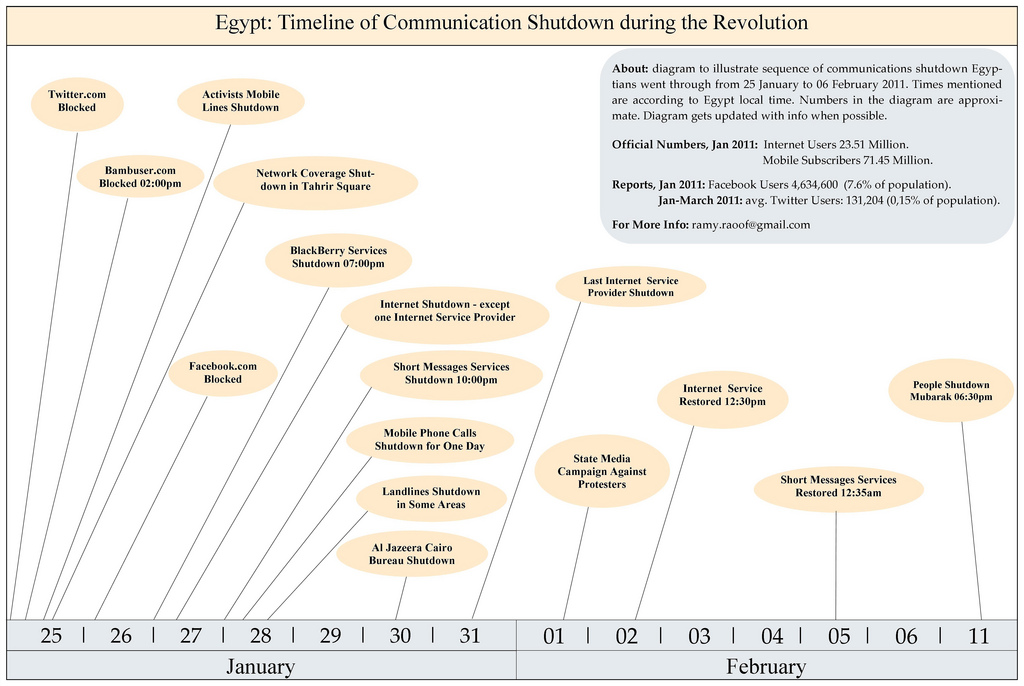 Egypt: Timeline of Communication Shutdown during the Revolution
About: diagram to illustrate sequence of communications shutdown Egyp-
tians went through from 25 January to 06 February 2011. Times mentioned
are according to Egypt local time. Numbers in the diagram are approxi-
mate. Diagram gets updated with info when possible.
Official Numbers, Jan 2011: Internet Users 23.51 Million.
Mobile Subscribers 71.45 Million.
Reports, Jan 2011: Facebook Users 4,634,600 (7.6% of population).
Jan-March 2011: avg. Twitter Users: 131,204 (0,15% of population).
For More Info: ramy.raoof@gmail.com
Twitter.com
Blocked
Activists Mobile
Lines Shutdown
Bambuser.com
Blocked 02:00pm
Network Coverage Shut-
down in Tahrir Square
BlackBerry Services
Shutdown 07:00pm
Internet Shutdown - except
one Internet Service Provider
Facebook.com
Blocked
Short Messages Services
Shutdown 10:00pm
Mobile Phone Calls
Shutdown for One Day
Landlines Shutdown
in Some Areas
Al Jazeera Cairo
Bureau Shutdown
Last Internet Service
Provider Shutdown
State Media
Campaign Against
Protesters
Internet Service
Restored 12:30pm
Short Messages Services
Restored 12:35am
People Shutdown
Mubarak 06:30pm
25 | 26 | 27 | 28 | 29 | 30 | 31
01 | 02 | 03 | 04 | 05 | 06 | 11
January
February